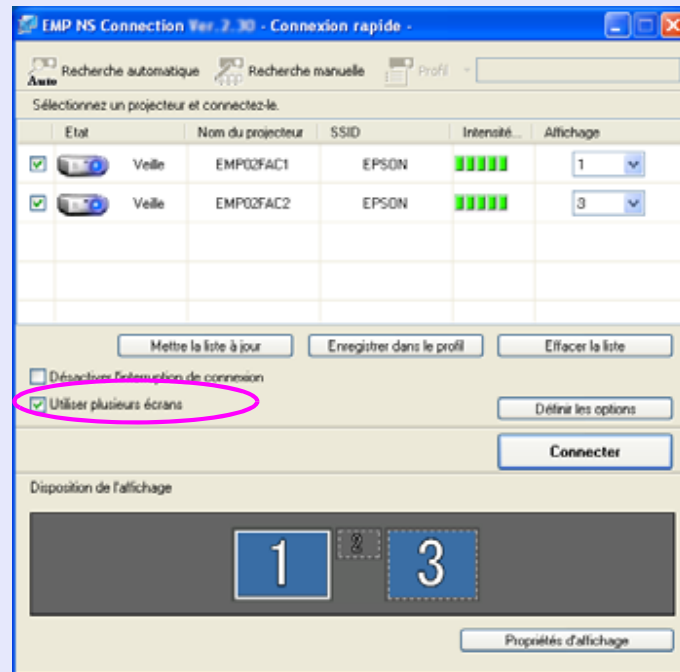 EMP NS Connection Ver.2.30 - Connexion rapide -
Auto Recherche automatique Recherche manuelle Profil
Sélectionnez un projecteur et connectez-le.
Etat Nom du projecteur SSID Intensité... Affichage
Veille EMP02FAC1 EPSON 1
Veille EMP02FAC2 EPSON 3
Mettre la liste à jour Enregistrer dans le profil Effacer la liste
Désactiver l'interruption de connexion
Utiliser plusieurs écrans Définir les options
Connecter
Disposition de l'affichage
1 2 3
Propriétés d'affichage